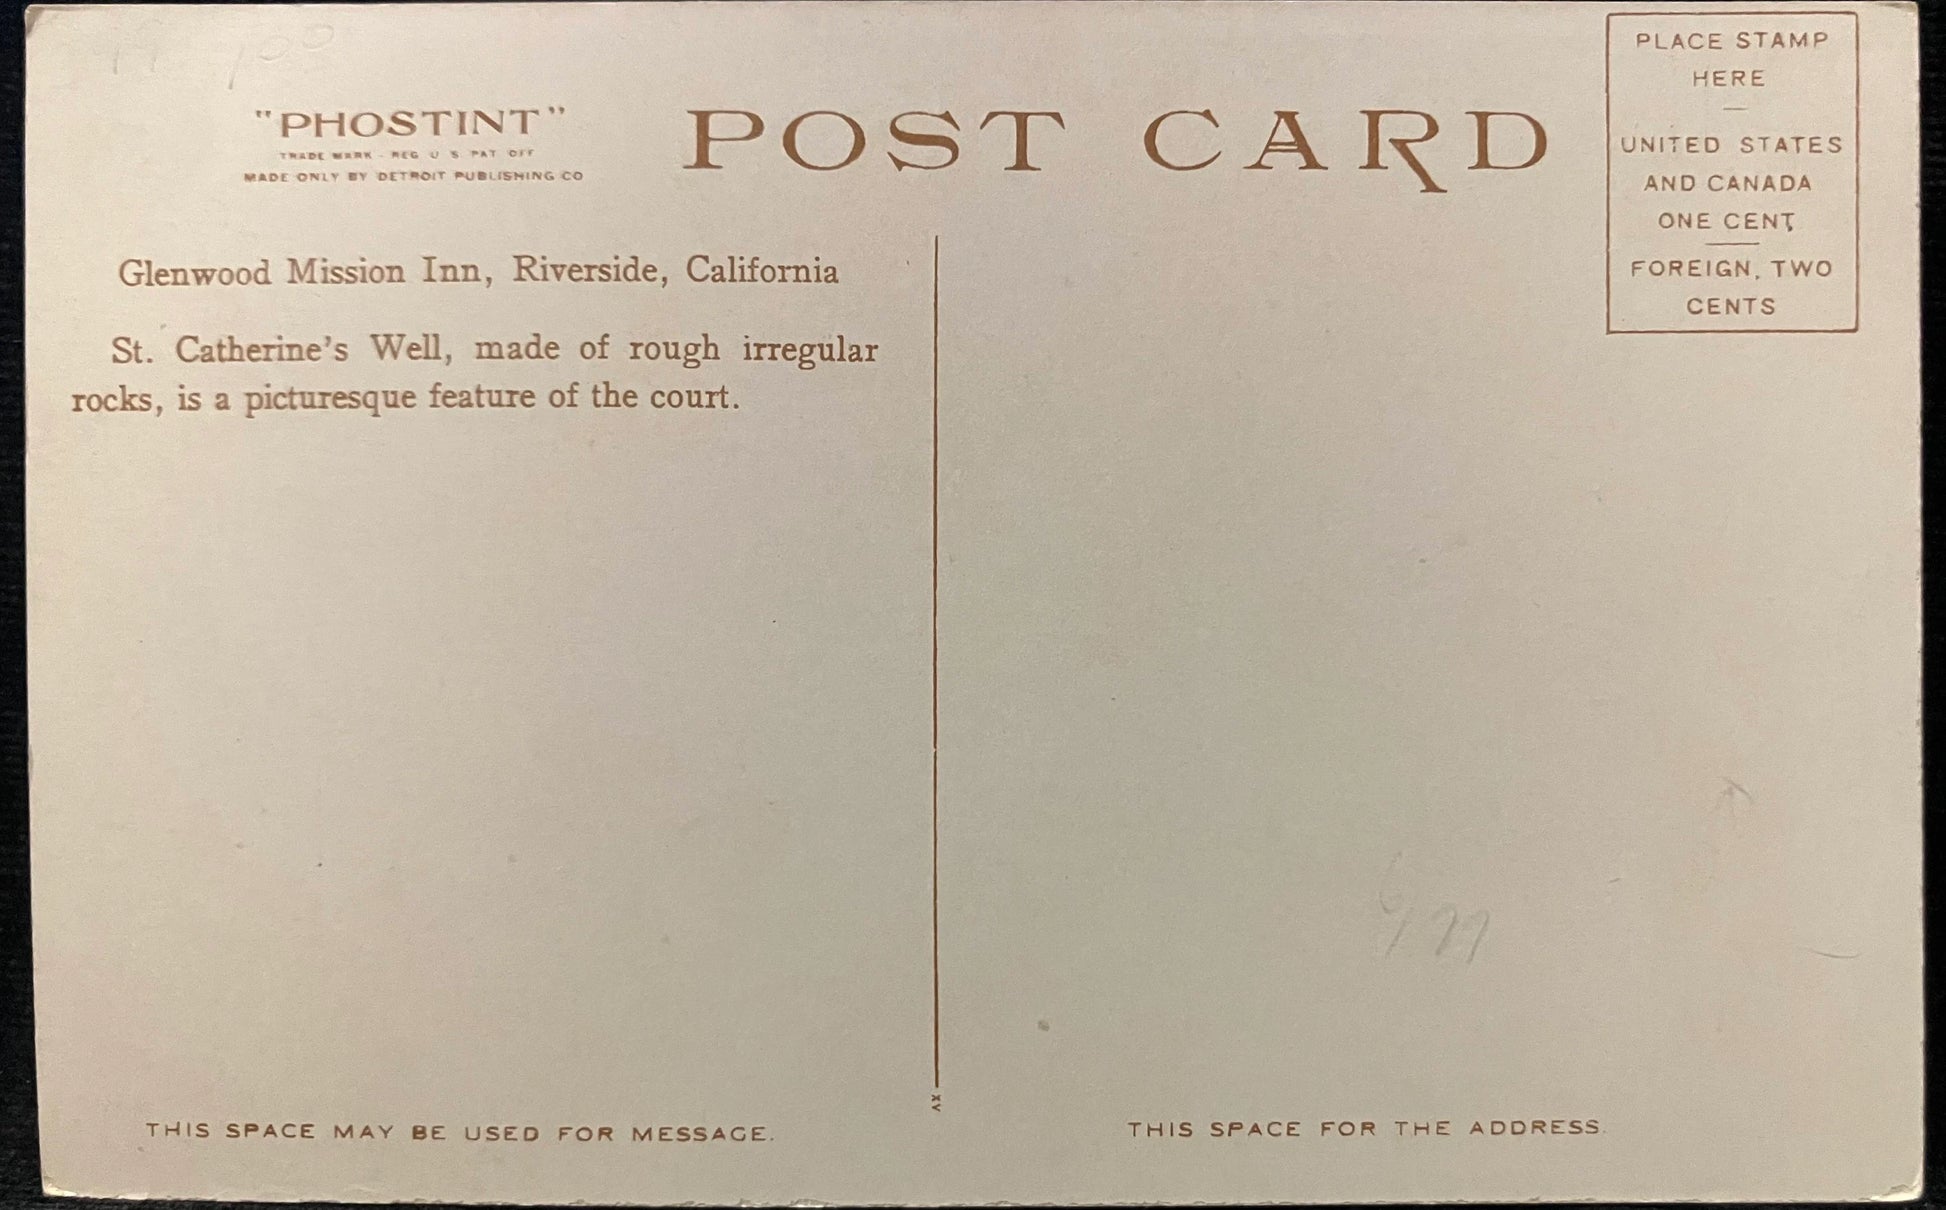 "PHOSTINT"
TRADE MARK - REG U S PAT OFF
MADE ONLY BY DETROIT PUBLISHING CO
POST CARD
PLACE STAMP
HERE
UNITED STATES
AND CANADA
ONE CENT
FOREIGN, TWO
CENTS
Glenwood Mission Inn, Riverside, California
St. Catherine's Well, made of rough irregular
rocks, is a picturesque feature of the court.
XV
THIS SPACE MAY BE USED FOR MESSAGE.
THIS SPACE FOR THE ADDRESS.